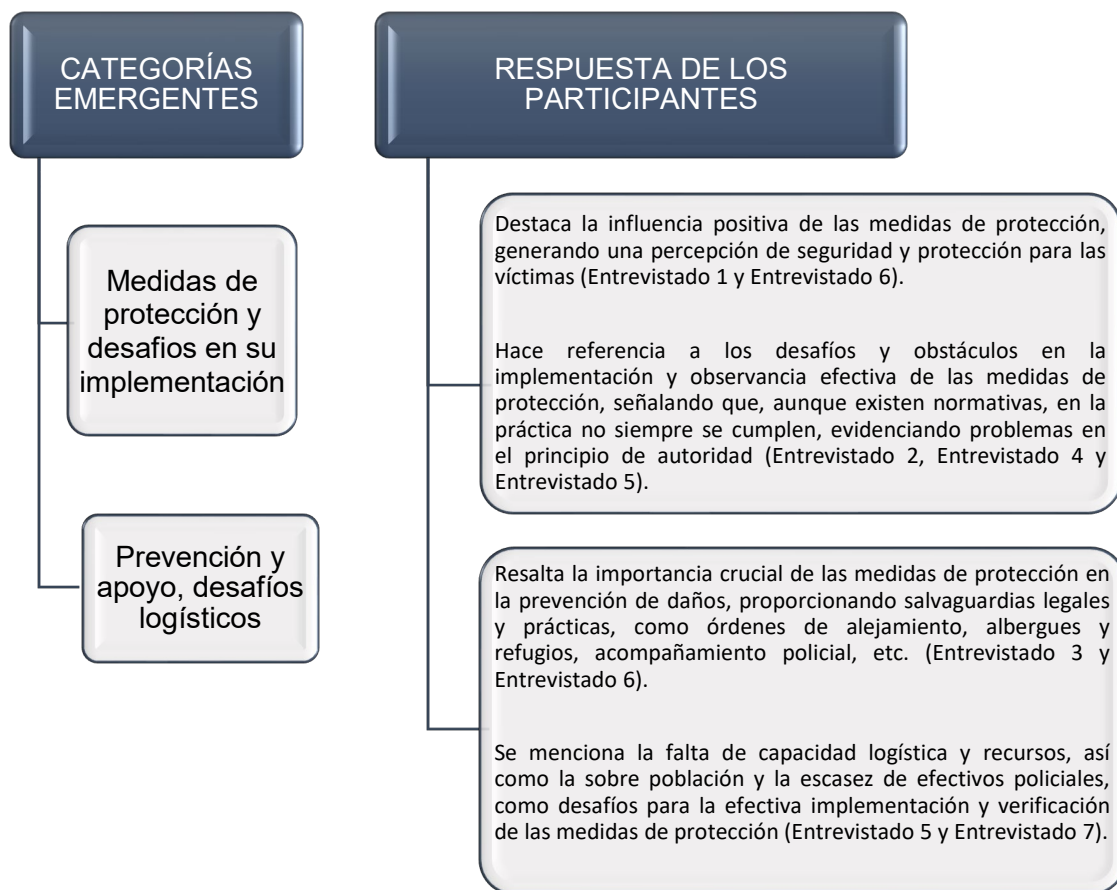 CATEGORÍAS
EMERGENTES
RESPUESTA DE LOS
PARTICIPANTES
Medidas de
protección y
desafios en su
implementación
Destaca la influencia positiva de las medidas de protección,
generando una percepción de seguridad y protección para las
víctimas (Entrevistado 1 y Entrevistado 6).
Hace referencia a los desafíos y obstáculos en la
implementación y observancia efectiva de las medidas de
protección, señalando que, aunque existen normativas, en la
práctica no siempre se cumplen, evidenciando problemas en
el principio de autoridad (Entrevistado 2, Entrevistado 4 y
Entrevistado 5).
Prevención y
apoyo, desafíos
logísticos
Resalta la importancia crucial de las medidas de protección en
la prevención de daños, proporcionando salvaguardias legales
y prácticas, como órdenes de alejamiento, albergues y
refugios, acompañamiento policial, etc. (Entrevistado 3 y
Entrevistado 6).
Se menciona la falta de capacidad logística y recursos, así
como la sobre población y la escasez de efectivos policiales,
como desafíos para la efectiva implementación y verificación
de las medidas de protección (Entrevistado 5 y Entrevistado 7).